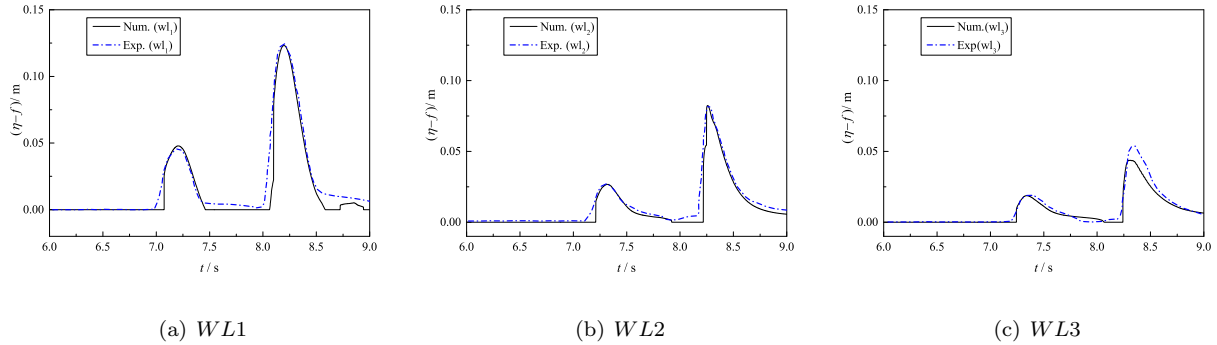 0.15
0.10
0.05
0.00
(η−f)/ m
Num. (wl₁)
Exp. (wl₁)
6.0 6.5 7.0 7.5 8.0 8.5 9.0
t / s
(a) WL1
0.15
0.10
0.05
0.00
(η−f)/ m
Num. (wl₂)
Exp. (wl₂)
6.0 6.5 7.0 7.5 8.0 8.5 9.0
t / s
(b) WL2
0.15
0.10
0.05
0.00
(η−f)/ m
Num.(wl₃)
Exp(wl₃)
6.0 6.5 7.0 7.5 8.0 8.5 9.0
t / s
(c) WL3